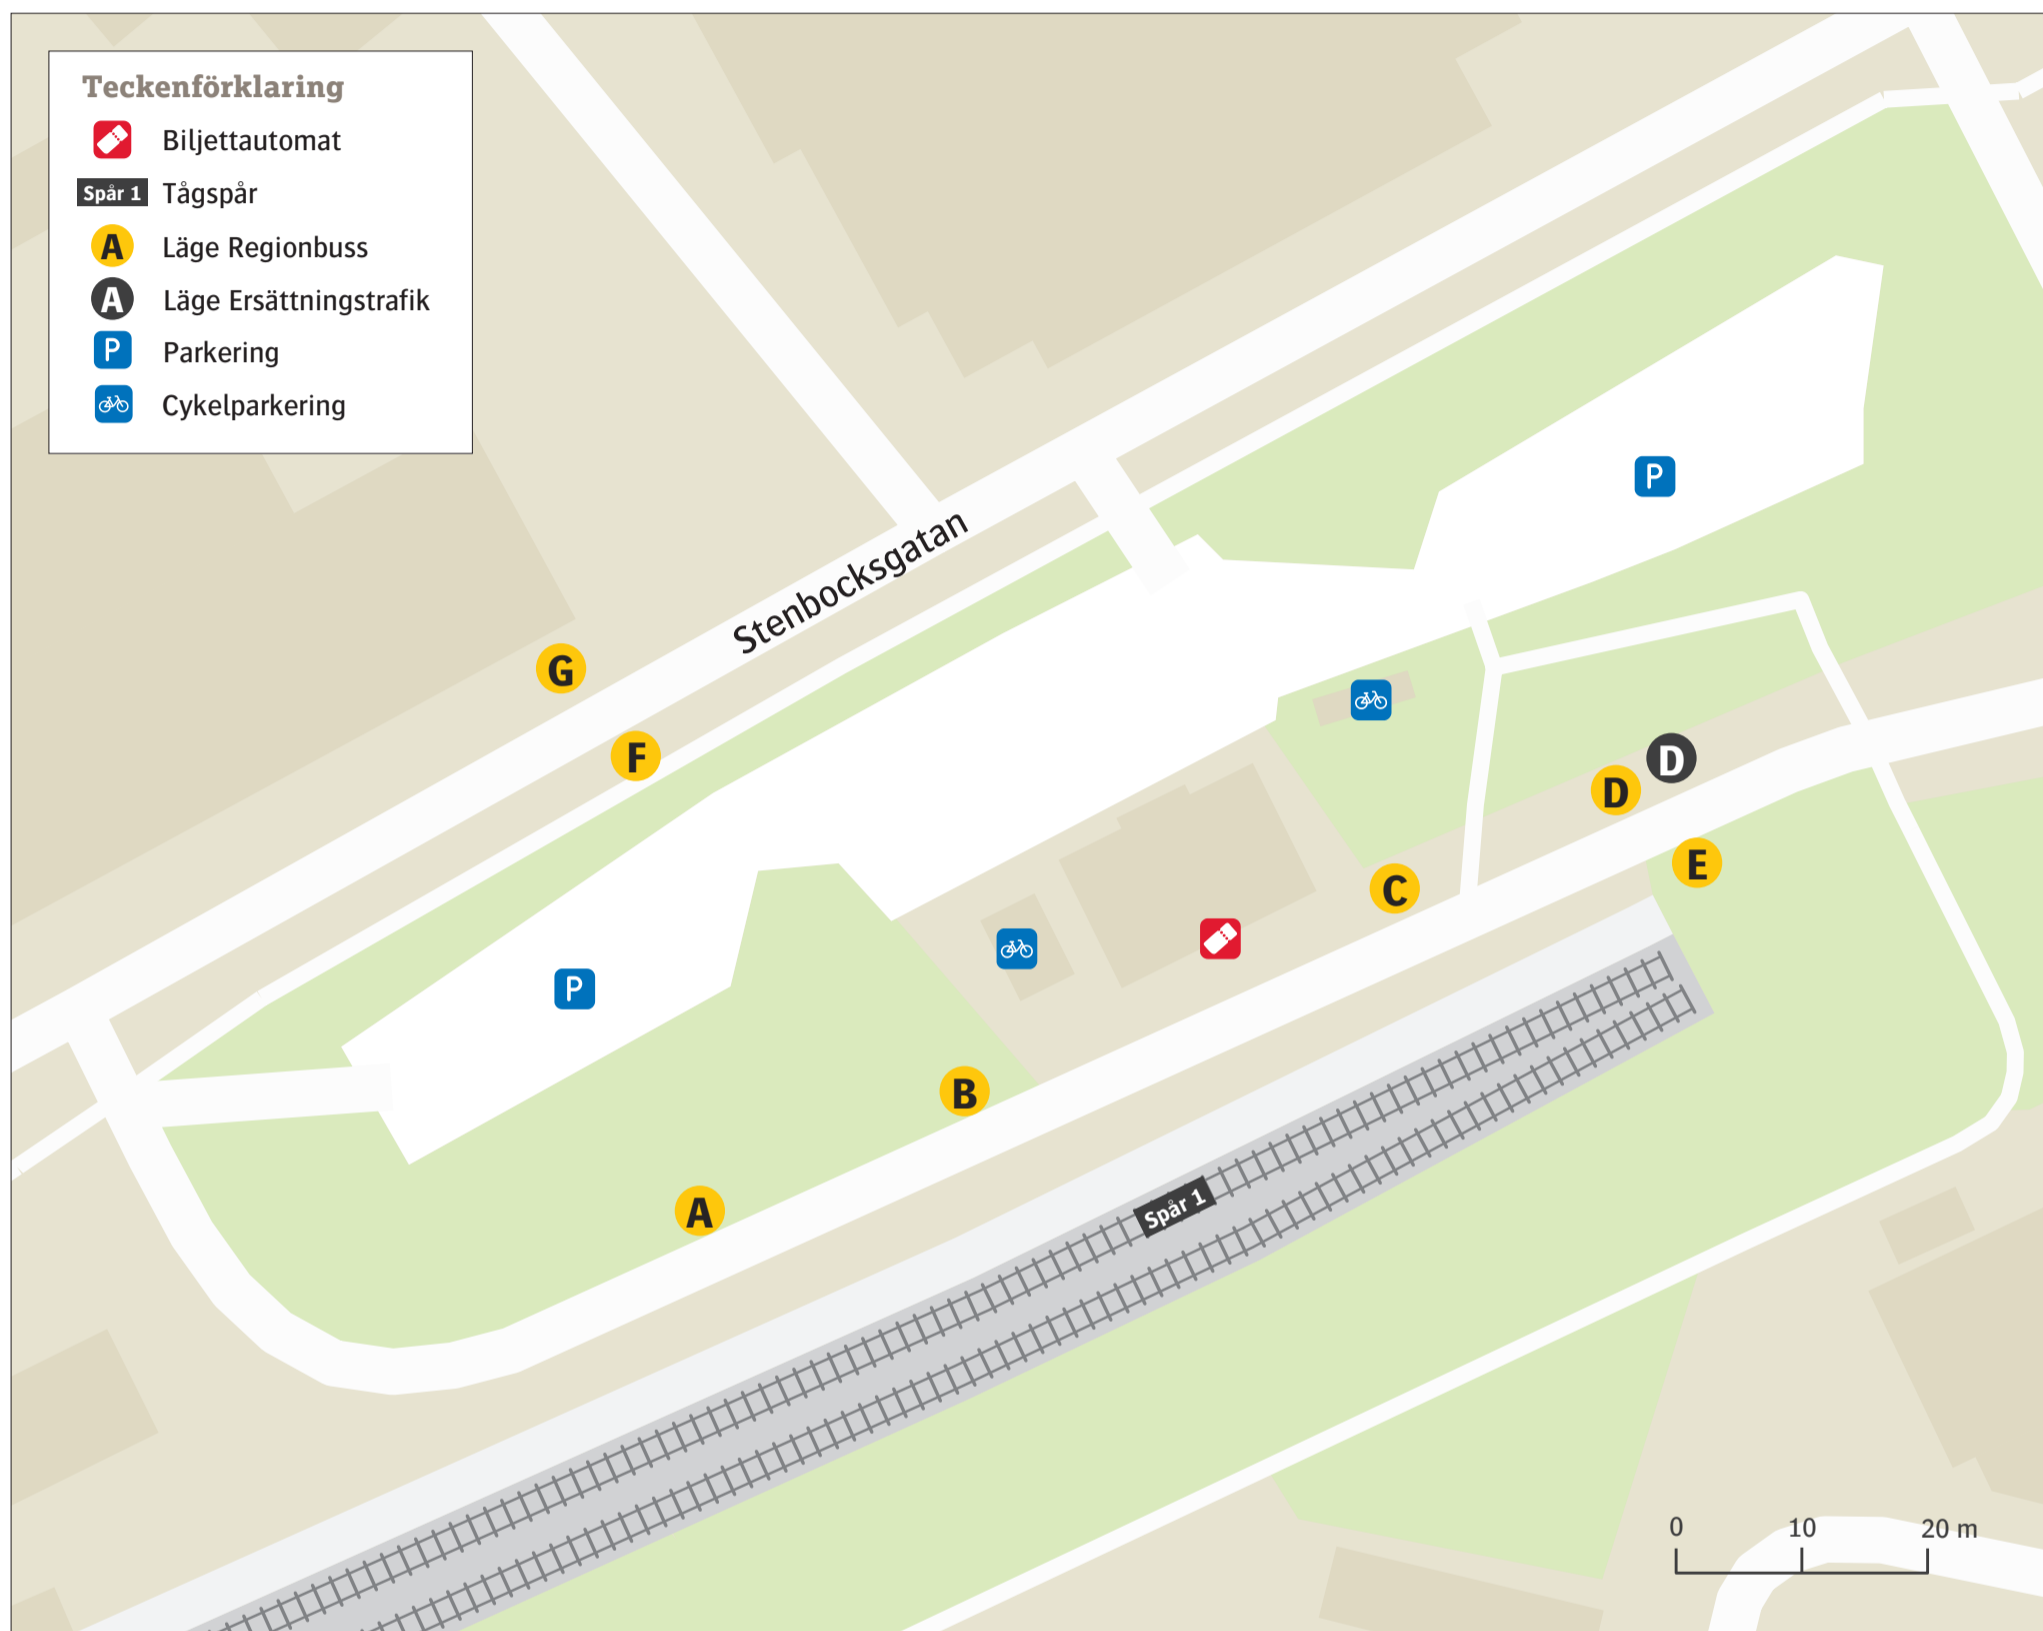 Teckenförklaring
Biljettautomat
Spår 1 Tågspår
A Läge Regionbuss
A Läge Ersättningstrafik
P Parkering
Cykelparkering
P
Stenbocksgatan
G
F
D
D
E
C
P
B
A
Spår 1
0 10 20 m